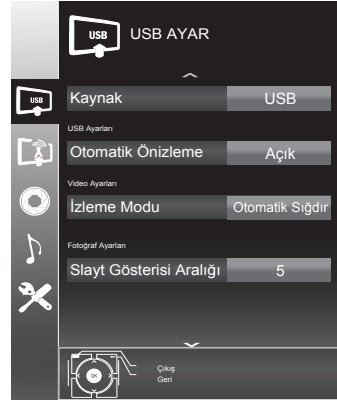 USB
USB AYAR
USB
Kaynak
USB
USB Ayarları
Otomatik Önizleme
Açık
Video Ayarları
İzleme Modu
Otomatik Sığdır
Fotoğraf Ayarları
Slayt Gösterisi Aralığı
5
OK
Çıkış
Geri